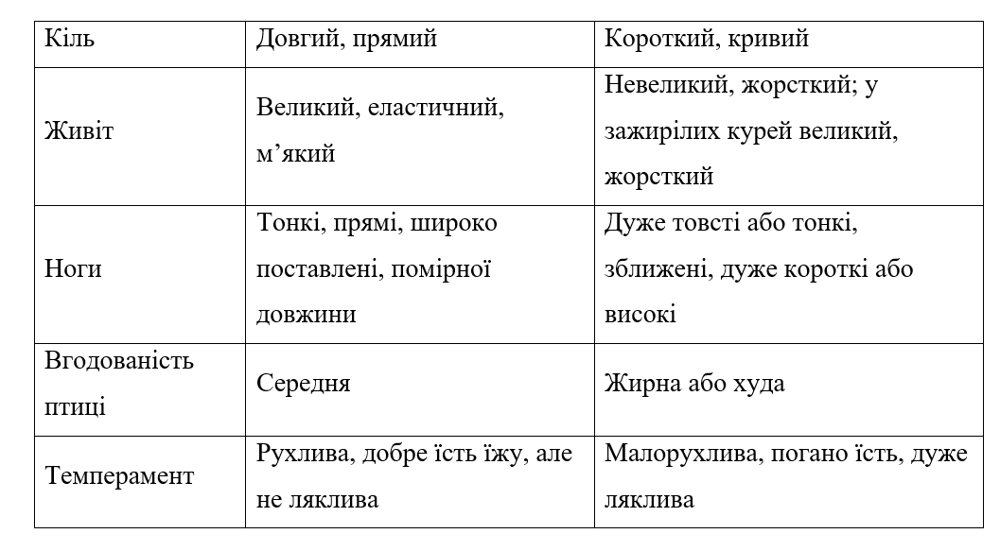 Кіль
Довгий, прямий
Короткий, кривий
Живіт
Великий, еластичний,
м’який
Невеликий, жорсткий; у
зажирілих курей великий,
жорсткий
Ноги
Тонкі, прямі, широко
поставлені, помірної
довжини
Дуже товсті або тонкі,
зближені, дуже короткі або
високі
Вгодованість
птиці
Середня
Жирна або худа
Темперамент
Рухлива, добре їсть їжу, але
не ляклива
Малорухлива, погано їсть, дуже
ляклива